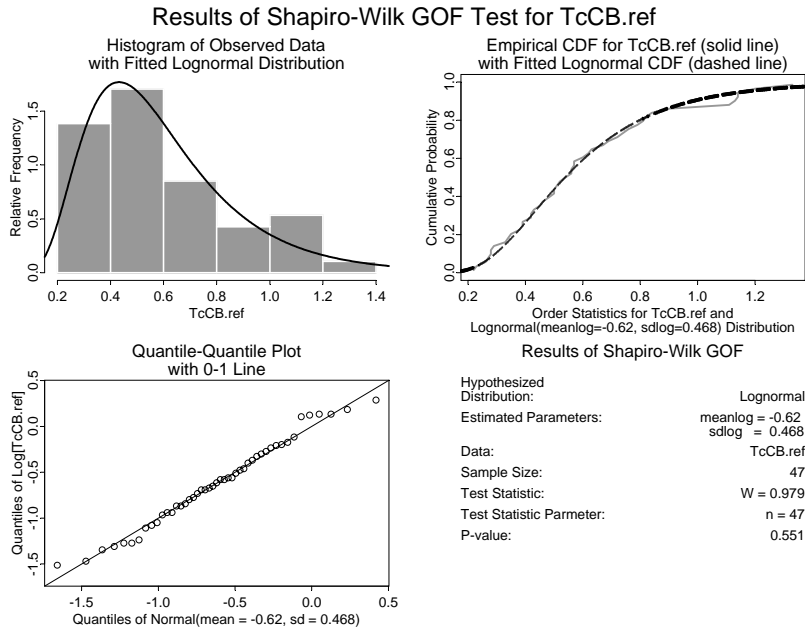 Results of Shapiro-Wilk GOF Test for TcCB.ref
Histogram of Observed Data
with Fitted Lognormal Distribution
Relative Frequency
0.0 0.5 1.0 1.5
0.2 0.4 0.6 0.8 1.0 1.2 1.4
TcCB.ref
Empirical CDF for TcCB.ref (solid line)
with Fitted Lognormal CDF (dashed line)
Cumulative Probability
0.0 0.2 0.4 0.6 0.8 1.0
0.2 0.4 0.6 0.8 1.0 1.2
Order Statistics for TcCB.ref and
Lognormal(meanlog=-0.62, sdlog=0.468) Distribution
Quantile-Quantile Plot
with 0-1 Line
Quantiles of Log[TcCB.ref]
-1.5 -1.0 -0.5 0.0 0.5
-1.5 -1.0 -0.5 0.0 0.5
Quantiles of Normal(mean = -0.62, sd = 0.468)
Results of Shapiro-Wilk GOF
Hypothesized
Distribution: Lognormal
Estimated Parameters: meanlog = -0.62
sdlog = 0.468
Data: TcCB.ref
Sample Size: 47
Test Statistic: W = 0.979
Test Statistic Parmeter: n = 47
P-value: 0.551